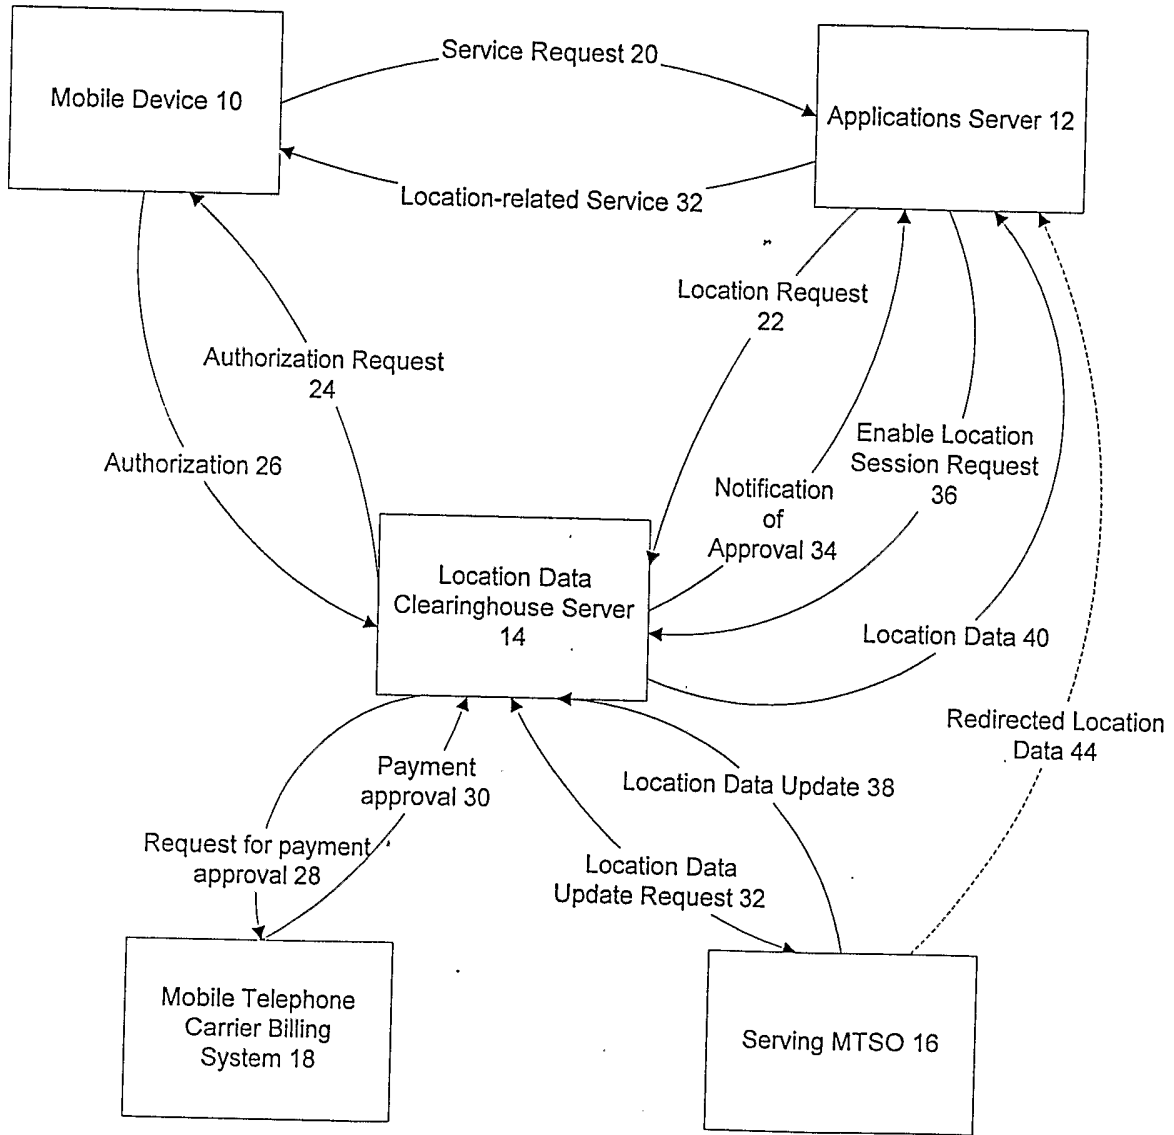 Service Request 20
Mobile Device 10
Applications Server 12
Location-related Service 32
Location Request
22
Authorization Request
24
Enable Location
Session Request
36
Authorization 26
Notification
of
Approval 34
Location Data
Clearinghouse Server
14
Location Data 40
Redirected Location
Data 44
Payment
approval 30
Location Data Update 38
Request for payment
approval 28
Location Data
Update Request 32
Mobile Telephone
Carrier Billing
System 18
Serving MTSO 16